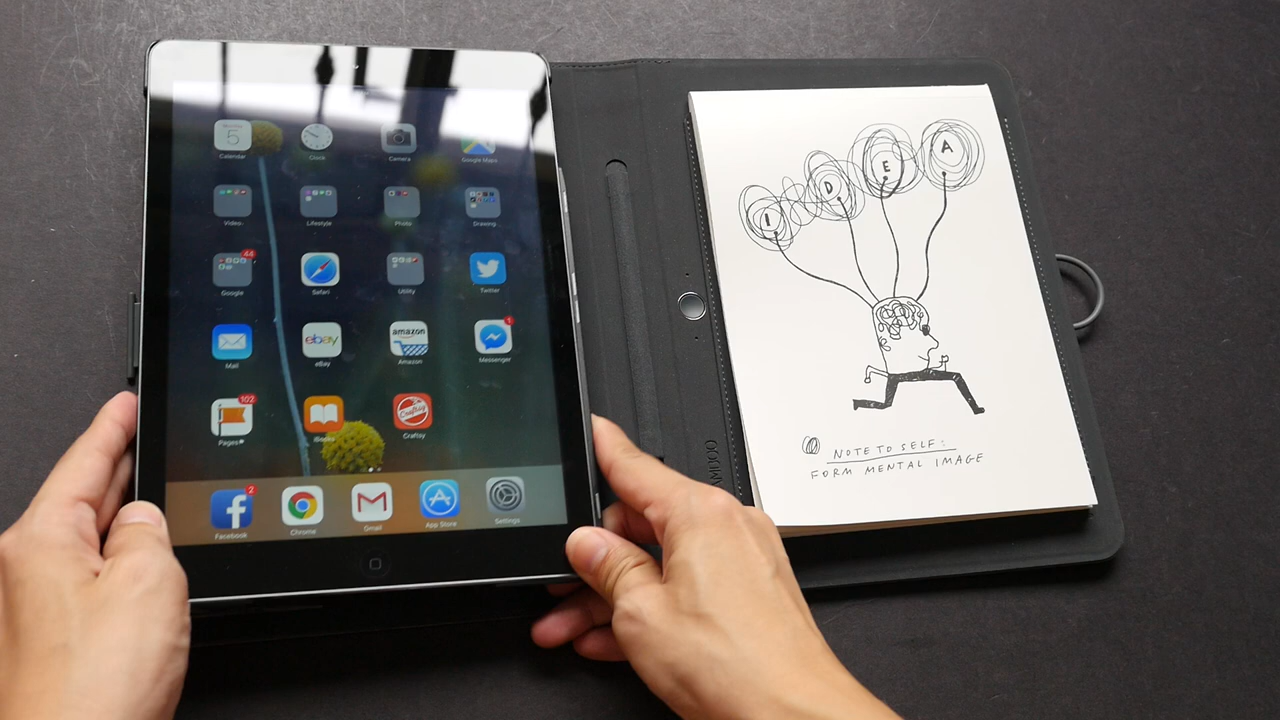 Calendar
5
Clock
Camera
Google Maps
Video
Lifestyle
Photo
Drawing
44
Google
Safari
Utility
Twitter
Mail
ebay
eBay
amazon
Amazon
1
Messenger
102
Pages
iBooks
Craftsy
Craftsy
2
Facebook
Chrome
Gmail
App Store
Settings
I D E A
NOTE TO SELF:
FORM MENTAL IMAGE